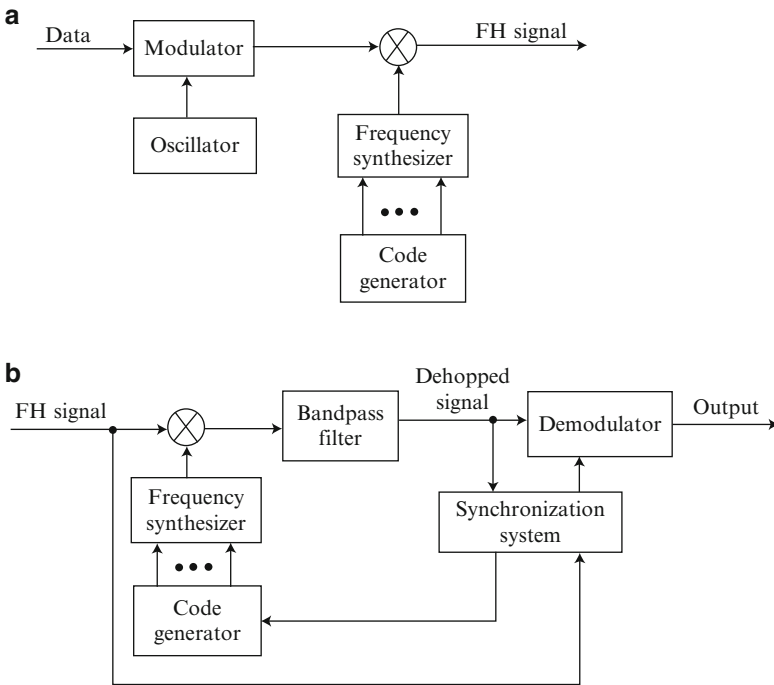 a
Data
Modulator
FH signal
Oscillator
Frequency
synthesizer
Code
generator
b
FH signal
Bandpass
filter
Dehopped
signal
Demodulator
Output
Frequency
synthesizer
Synchronization
system
Code
generator